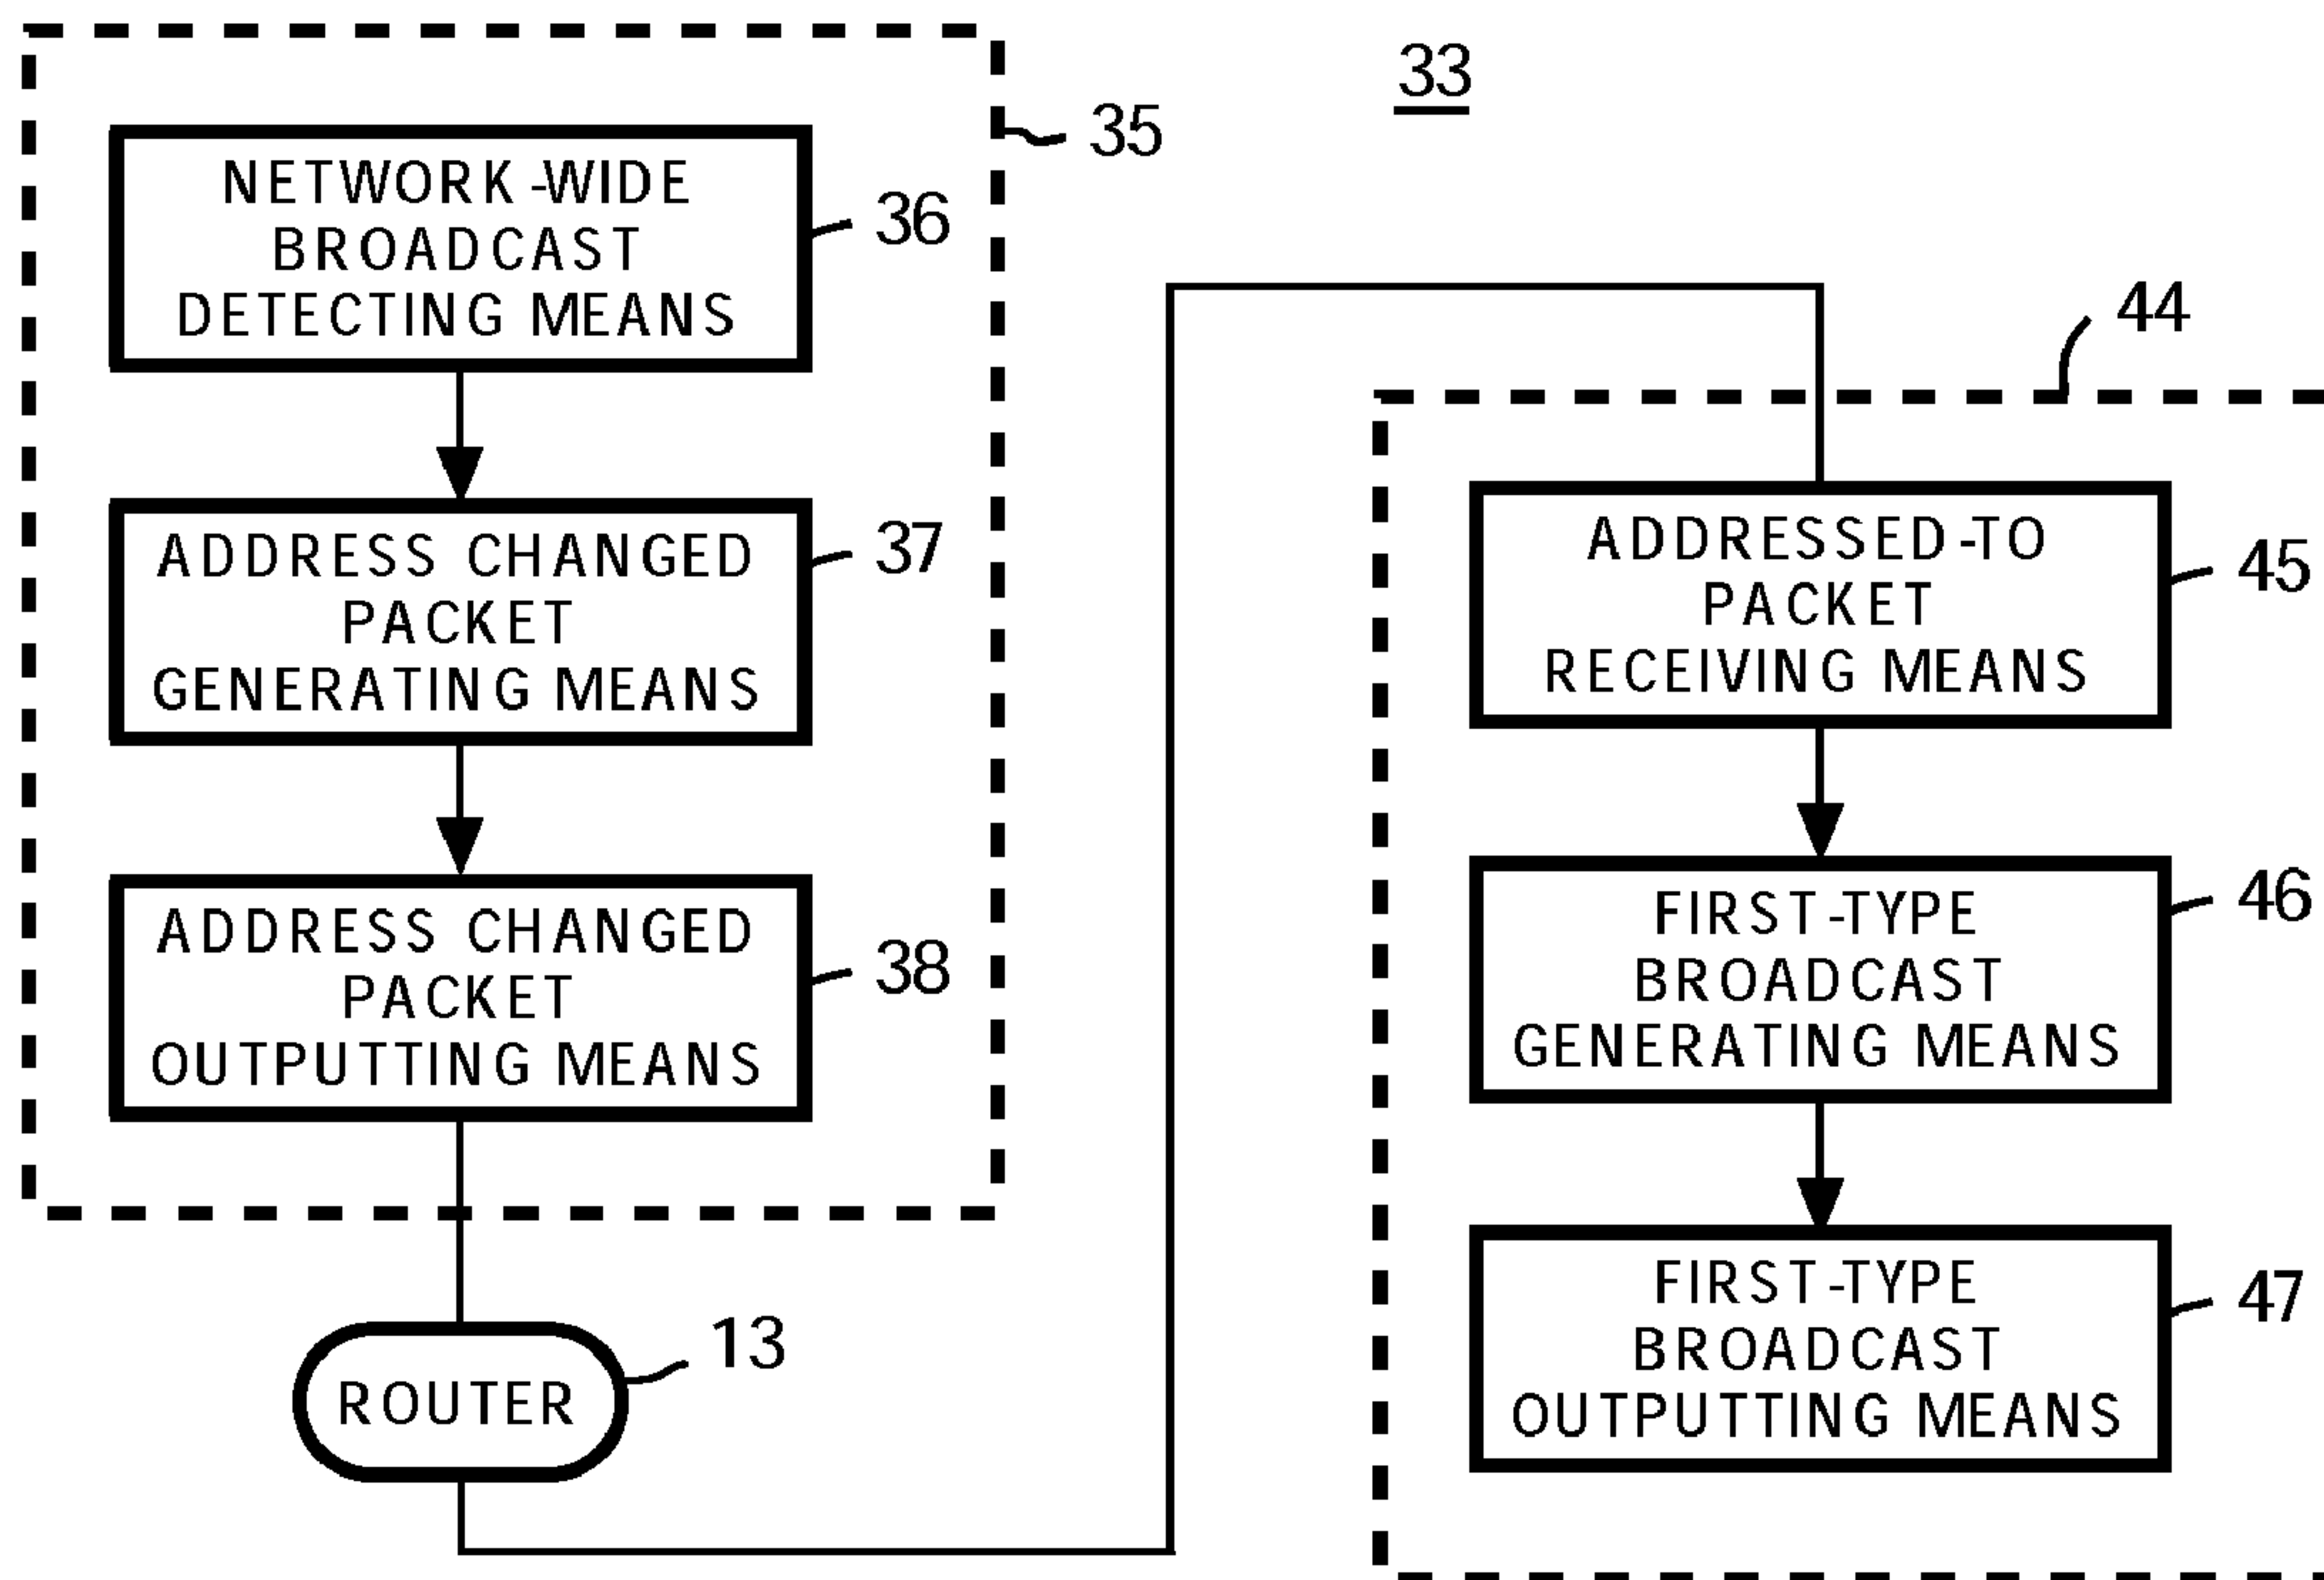 33
35
NETWORK-WIDE
BROADCAST
DETECTING MEANS
36
ADDRESS CHANGED
PACKET
GENERATING MEANS
37
ADDRESS CHANGED
PACKET
OUTPUTTING MEANS
38
ROUTER
13
44
ADDRESSED-TO
PACKET
RECEIVING MEANS
45
FIRST-TYPE
BROADCAST
GENERATING MEANS
46
FIRST-TYPE
BROADCAST
OUTPUTTING MEANS
47